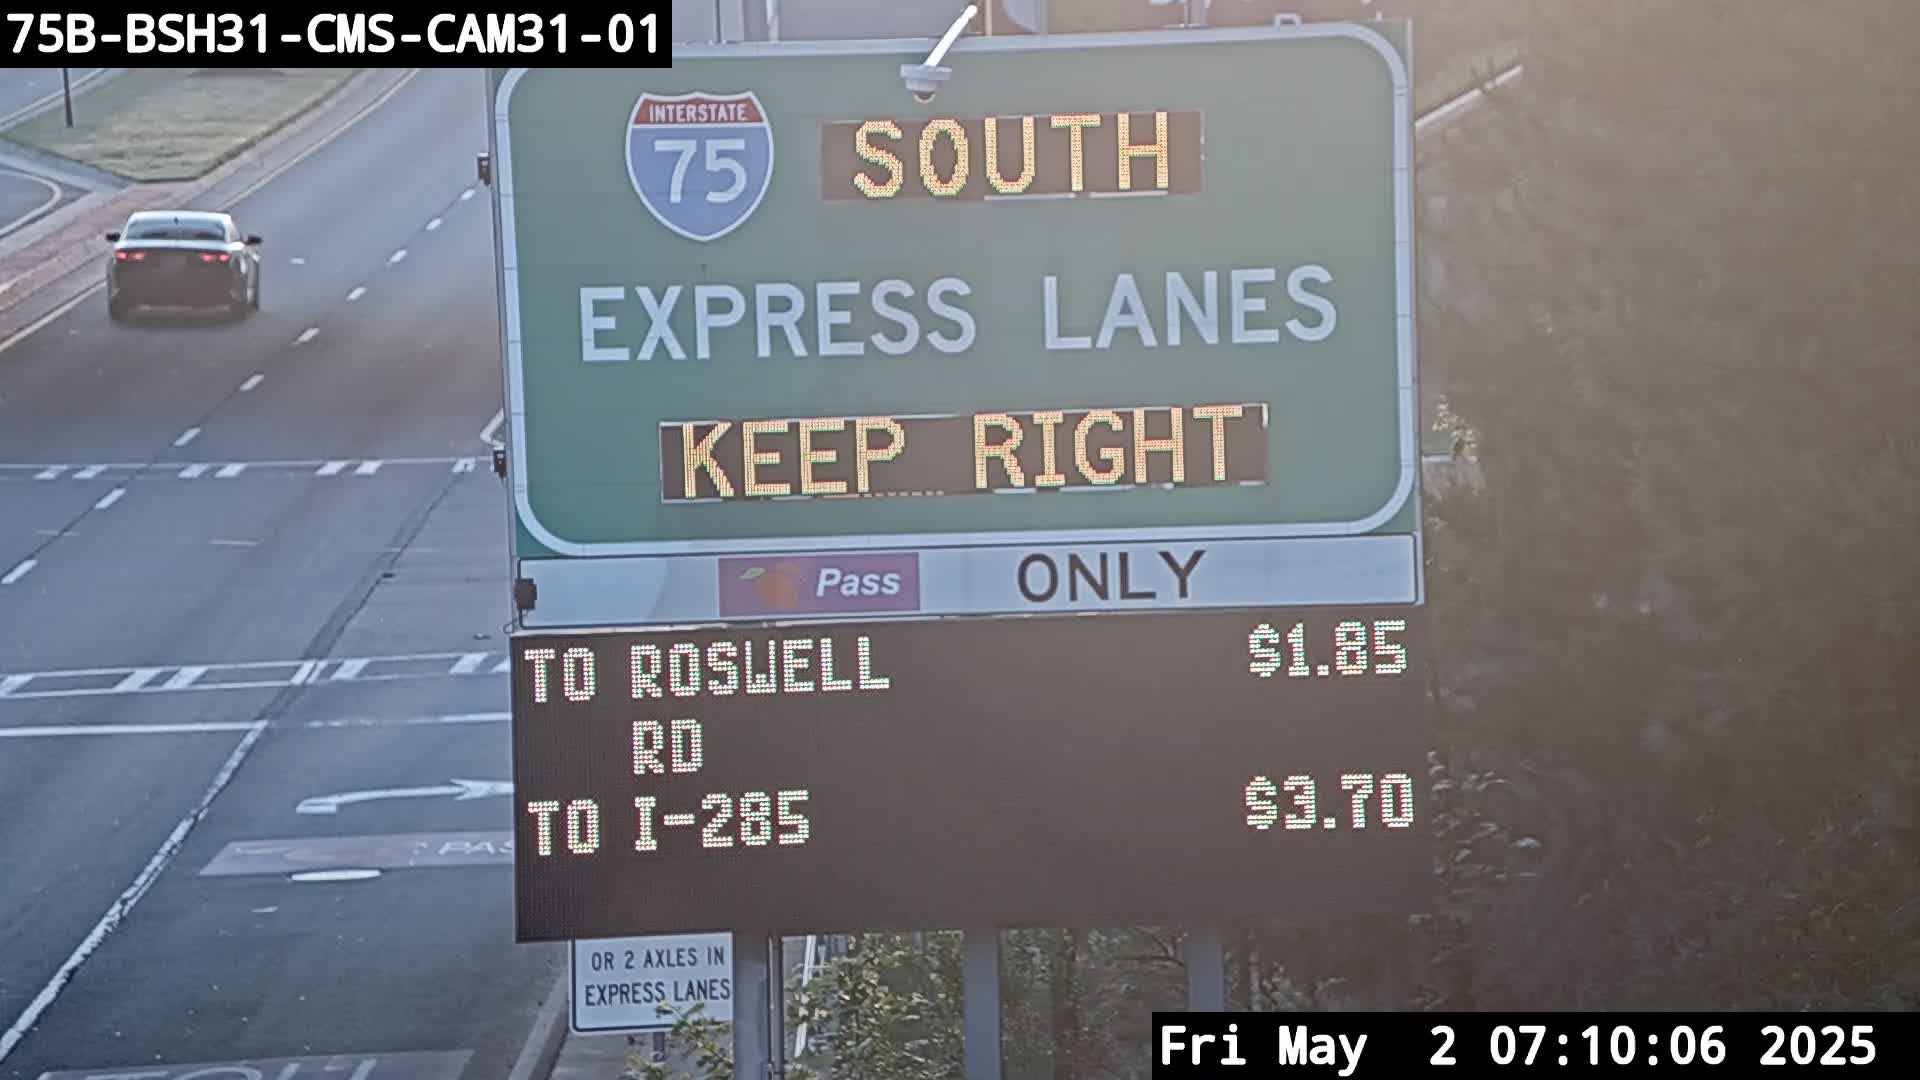 75B-BSH31-CMS-CAM31-01
INTERSTATE
75
SOUTH
EXPRESS LANES
KEEP RIGHT
Pass ONLY
TO ROSWELL $1.85
RD
TO I-285 $3.70
OR 2 AXLES IN
EXPRESS LANES
Fri May 2 07:10:06 2025